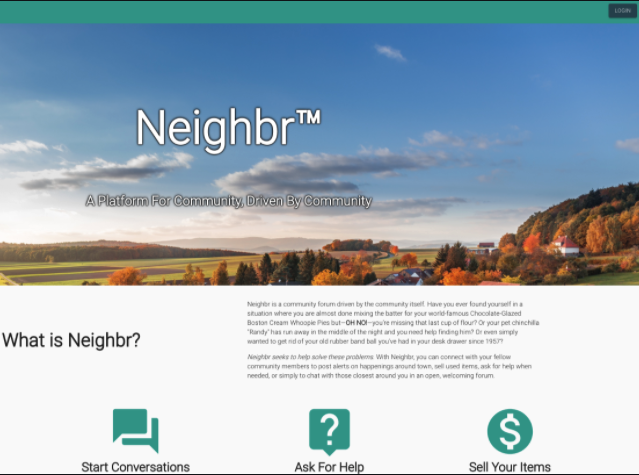 LOGIN
Neighbr™
A Platform For Community, Driven By Community
What is Neighbr?
Neighbr is a community forum driven by the community itself. Have you ever found yourself in a
situation where you are almost done mixing the batter for your world-famous Chocolate-Glazed
Boston Cream Whoopie Pies but—OH NO!—you're missing that last cup of flour? Or your pet chinchilla
"Randy" has run away in the middle of the night and you need help finding him? Or even simply
wanted to get rid of your old rubber band ball you've had in your desk drawer since 1957?
Neighbr seeks to help solve these problems. With Neighbr, you can connect with your fellow
community members to post alerts on happenings around town, sell used items, ask for help when
needed, or simply to chat with those closest around you in an open, welcoming forum.
Start Conversations
Ask For Help
Sell Your Items